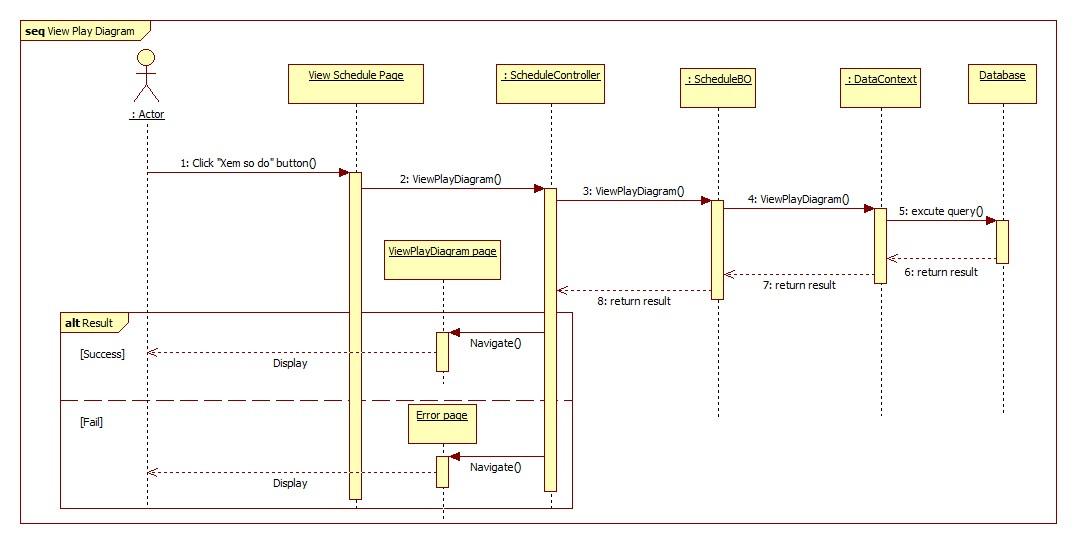 seq View Play Diagram
: Actor
View Schedule Page
: ScheduleController
: ScheduleBO
: DataContext
Database
1: Click "Xem so do" button()
2: ViewPlayDiagram()
3: ViewPlayDiagram()
4: ViewPlayDiagram()
5: excute query()
6: return result
7: return result
8: return result
ViewPlayDiagram page
alt Result
[Success]
Navigate()
Display
[Fail]
Error page
Navigate()
Display